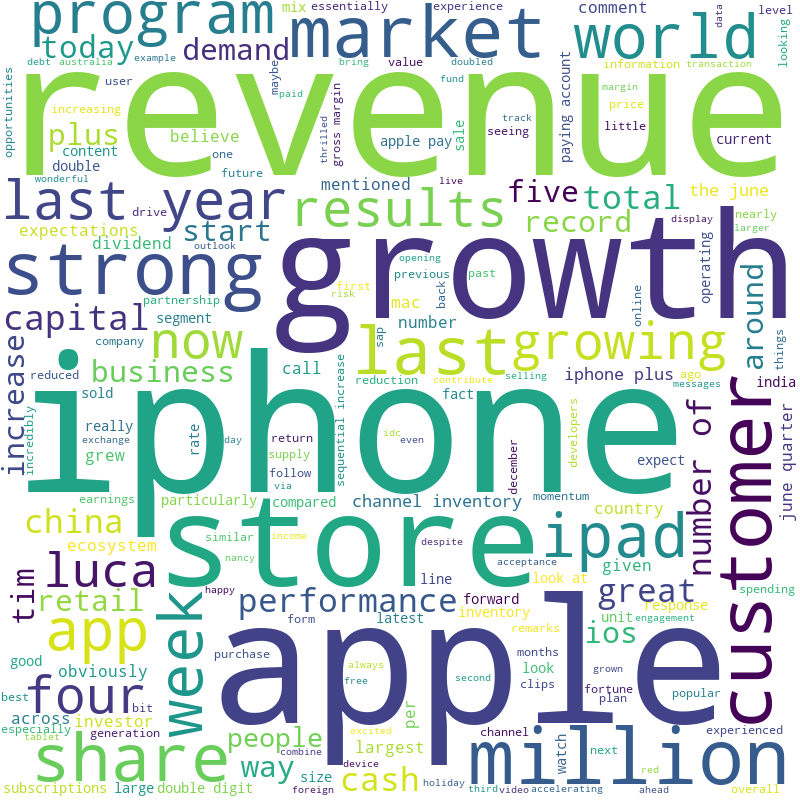 program
mix
essentially
experience
comment
level
today
demand
market
world
data
looking
debt
australia
example
maybe
bring
value
doubled
fund
information
transaction
opportunities
user
paid
revenue
margin
price
increasing
plus
believe
thrilled
gross margin
apple pay
track
seeing
sale
paying account
little
current
content
double
one
future
wonderful
live
last year
mentioned
five
total
the june
drive
results
record
nearly
larger
display
expectations
start
dividend
outlook
strong
growth
opening
previous
past
back
first
risk
operating
online
around
things
partnership
mac
capital
segment
number
now
last
growing
sap
company
business
call
reduction
contribute
iphone plus
ago
messages
india
increase
reduced
sold
fact
selling
incredibly
really
exchange
grew
rate
day
return
supply
follow
via
sequential increase
iphone
idc
even
december
developers
expect
customer
number of
june quarter
earnings
particularly
compared
channel inventory
momentum
country
china
store
ipad
ecosystem
similar
nancy
income
despite
acceptance
given
luca
tim
week
happy
line
look at
spending
retail
performance
forward
inventory
great
unit
response
app
form
latest
remarks
ios
engagement
good
obviously
purchase
apple
months
look
grown
always
free
second
clips
fortune
plan
popular
best
four
bit
across
investor
especially
tablet
generation
people
per
excited
largest
channel
experienced
watch
next
share
way
combine
device
size
cash
million
red
subscriptions
large
double digit
foreign
holiday
third
video
accelerating
ahead
overall